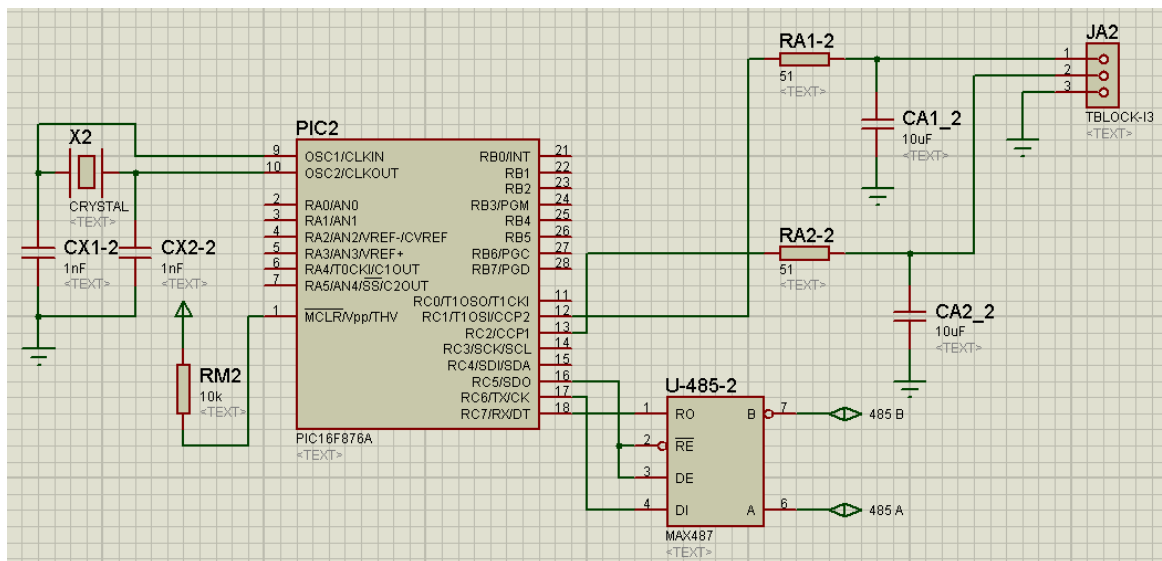 X2
CRYSTAL
<TEXT>
CX1-2
1nF
<TEXT>
CX2-2
1nF
<TEXT>
RM2
10k
<TEXT>
PIC2
9 OSC1/CLKIN
10 OSC2/CLKOUT
2 RA0/AN0
3 RA1/AN1
4 RA2/AN2/VREF-/CVREF
5 RA3/AN3/VREF+
6 RA4/T0CKI/C1OUT
7 RA5/AN4/SS/C2OUT
1 MCLR/Vpp/THV
RB0/INT 21
RB1 22
RB2 23
RB3/PGM 24
RB4 25
RB5 26
RB6/PGC 27
RB7/PGD 28
RC0/T1OSO/T1CKI 11
RC1/T1OSI/CCP2 12
RC2/CCP1 13
RC3/SCK/SCL 14
RC4/SDI/SDA 15
RC5/SDO 16
RC6/TX/CK 17
RC7/RX/DT 18
PIC16F876A
<TEXT>
RA1-2
51
<TEXT>
CA1_2
10uF
<TEXT>
JA2
1
2
3
TBLOCK-I3
<TEXT>
RA2-2
51
<TEXT>
CA2_2
10uF
<TEXT>
U-485-2
1 RO
2 RE
3 DE
4 DI
B 7
A 6
485 B
485 A
MAX487
<TEXT>